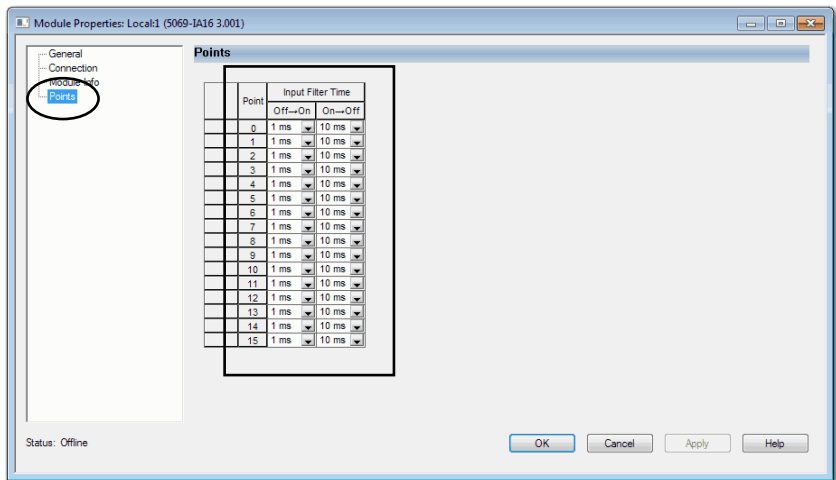 Module Properties: Local:1 (5069-IA16 3.001)
General
Connection
Module Info
Points
Points
Point Input Filter Time
Off→On On→Off
0 1 ms 10 ms
1 1 ms 10 ms
2 1 ms 10 ms
3 1 ms 10 ms
4 1 ms 10 ms
5 1 ms 10 ms
6 1 ms 10 ms
7 1 ms 10 ms
8 1 ms 10 ms
9 1 ms 10 ms
10 1 ms 10 ms
11 1 ms 10 ms
12 1 ms 10 ms
13 1 ms 10 ms
14 1 ms 10 ms
15 1 ms 10 ms
Status: Offline
OK Cancel Apply Help